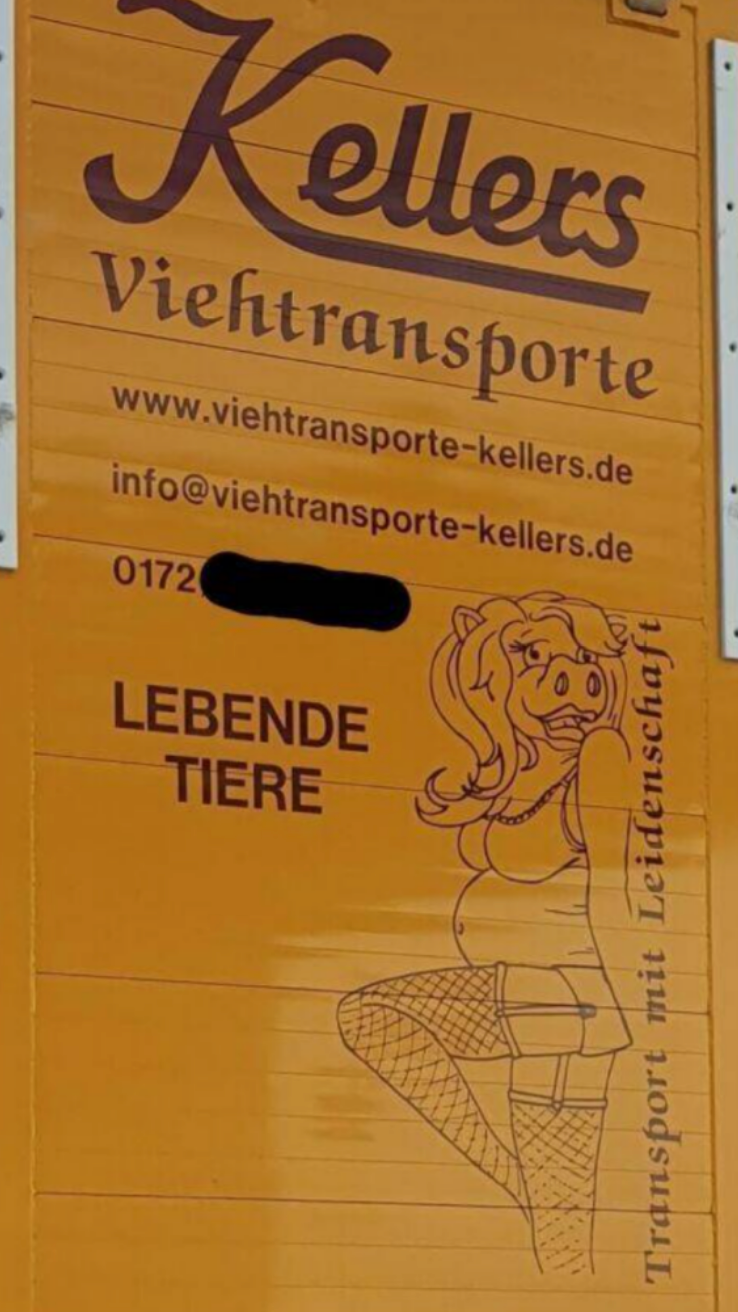 Kellers
Viehtransporte
www.viehtransporte-kellers.de
info@viehtransporte-kellers.de
0172
LEBENDE
TIERE
Transport mit Leidenschaft